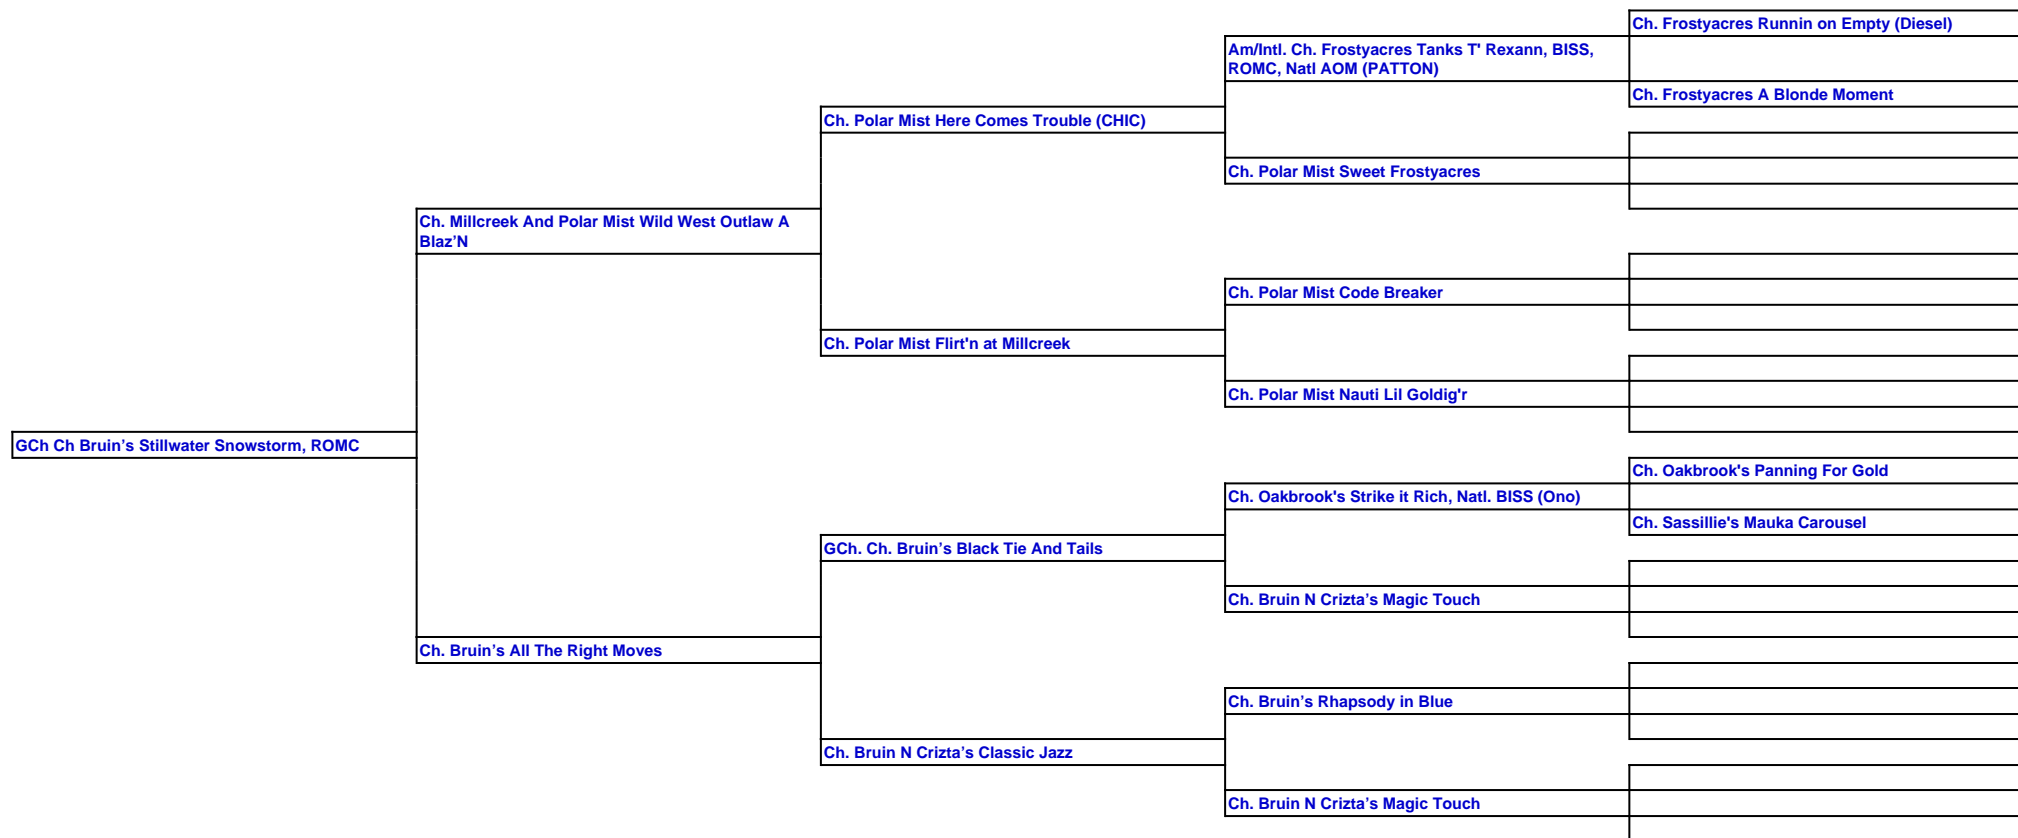 Ch. Frostyacres Runnin on Empty (Diesel)
Am/Intl. Ch. Frostyacres Tanks T' Rexann, BISS,
ROMC, Natl AOM (PATTON)
Ch. Frostyacres A Blonde Moment
Ch. Polar Mist Here Comes Trouble (CHIC)
Ch. Polar Mist Sweet Frostyacres
Ch. Millcreek And Polar Mist Wild West Outlaw A
Blaz’N
Ch. Polar Mist Code Breaker
Ch. Polar Mist Flirt'n at Millcreek
Ch. Polar Mist Nauti Lil Goldig'r
GCh Ch Bruin’s Stillwater Snowstorm, ROMC
Ch. Oakbrook's Panning For Gold
Ch. Oakbrook's Strike it Rich, Natl. BISS (Ono)
Ch. Sassillie's Mauka Carousel
GCh. Ch. Bruin’s Black Tie And Tails
Ch. Bruin N Crizta’s Magic Touch
Ch. Bruin’s All The Right Moves
Ch. Bruin’s Rhapsody in Blue
Ch. Bruin N Crizta’s Classic Jazz
Ch. Bruin N Crizta’s Magic Touch